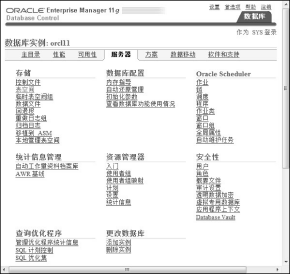 ORACLE Enterprise Manager 11g
Database Control
设置 首选项 帮助 注销
数据库
作为 SYS 登录
数据库实例: orcl11
主目录 性能 可用性 服务器 方案 数据移动 软件和支持
存储
控制文件
表空间
临时表空间组
数据文件
回退段
重做日志组
归档日志
移植到 ASM
本地管理表空间
数据库配置
内存指导
自动还原管理
初始化参数
查看数据库功能使用情况
Oracle Scheduler
作业
链
调度
程序
作业类
窗口
窗口组
全局属性
自动维护任务
统计信息管理
自动工作量资料档案库
AWR 基线
资源管理器
入门
使用者组
使用者组映射
计划
设置
统计信息
安全性
用户
角色
概要文件
审计设置
透明数据加密
虚拟专用数据库
应用程序上下文
Database Vault
查询优化程序
管理优化程序统计信息
SQL 计划控制
SQL 优化集
更改数据库
添加实例
删除实例